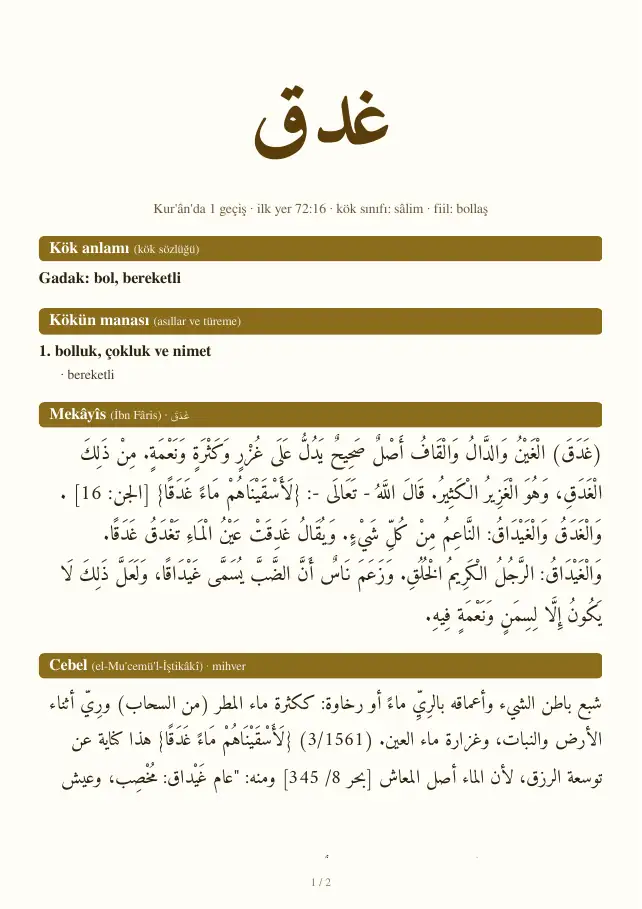 غدق
Kur'ân'da 1 geçiş · ilk yer 72:16 · kök sınıfı: sâlim · fiil: bollaş
Kök anlamı (kök sözlüğü)
Gadak: bol, bereketli
Kökün manası (asıllar ve türeme)
1. bolluk, çokluk ve nimet
· bereketli
Mekâyîs (İbn Fâris) · غَدَقَ
(غَدَقَ) الْغَيْنُ وَالدَّالُ وَالْقَافُ أَصْلٌ صَحِيحٌ يَدُلُّ عَلَى غُزْرٍ وَكَثْرَةٍ وَنَعْمَةٍ. مِنْ ذَلِكَ
الْغَدَقِ، وَهُوَ الْغَزِيرُ الْكَثِيرُ. قَالَ اللَّهُ - تَعَالَى -: {لَأَسْقَيْنَاهُمْ مَاءً غَدَقًا} [الجن: 16] .
وَالْغَدَقُ وَالْغَيْدَاقُ: النَّاعِمُ مِنْ كُلِّ شَيْءٍ. وَيُقَالُ غَدِقَتْ عَيْنُ الْمَاءِ تَغْدَقُ غَدَقًا.
وَالْغَيْدَاقُ: الرَّجُلُ الْكَرِيمُ الْخُلُقِ. وَزَعَمَ نَاسٌ أَنَّ الضَّبَّ يُسَمَّى غَيْدَاقًا، وَلَعَلَّ ذَلِكَ لَا
يَكُونُ إِلَّا لِسِمَنٍ وَنَعْمَةٍ فِيهِ.
Cebel (el-Mu'cemü'l-İştikâkî) · mihver
شبع باطن الشيء وأعماقه بالرِيِّ ماءً أو رخاوة: ككثرة ماء المطر (من السحاب) ورِيّ أثناء
الأرض والنبات، وغزارة ماء العين. (3/1561) {لَأَسْقَيْنَاهُمْ مَاءً غَدَقًا} هذا كناية عن
توسعة الرزق، لأن الماء أصل المعاش [بحر 8/ 345] ومنه: "عام غَيْداق: مُخْصِب، وعيش
1 / 2